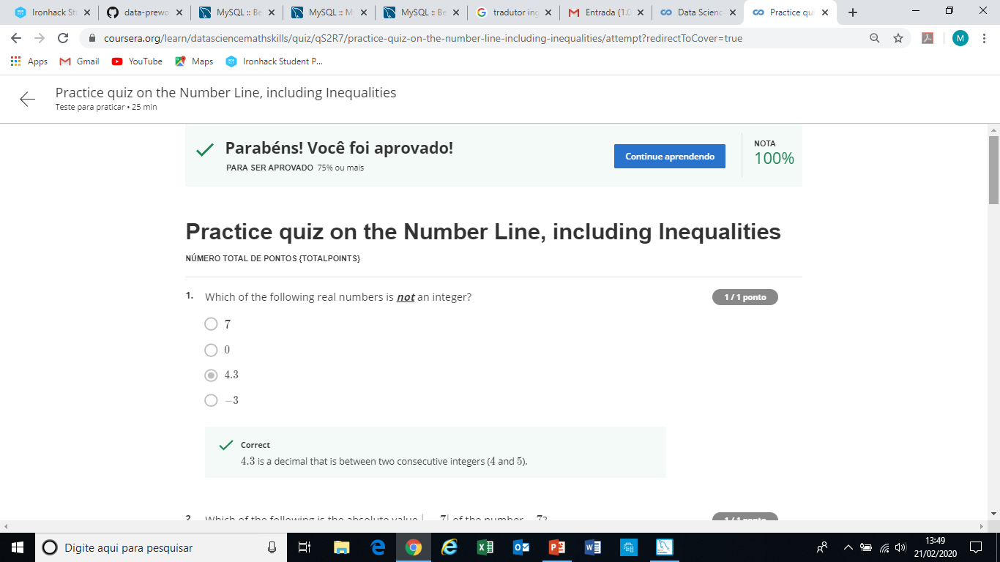 Ironhack St
data-prewo
MySQL :: Be
MySQL :: M
MySQL :: Be
tradutor ing
Entrada (1.0
Data Scienc
Practice qui
coursera.org/learn/datasciencemathskills/quiz/qS2R7/practice-quiz-on-the-number-line-including-inequalities/attempt?redirectToCover=true
M
Apps
Gmail
YouTube
Maps
Ironhack Student P...
Practice quiz on the Number Line, including Inequalities
Teste para praticar • 25 min
Parabéns! Você foi aprovado!
PARA SER APROVADO 75% ou mais
Continue aprendendo
NOTA
100%
Practice quiz on the Number Line, including Inequalities
NÚMERO TOTAL DE PONTOS {TOTALPOINTS}
1. Which of the following real numbers is not an integer?
1 / 1 ponto
7
0
4.3
−3
Correct
4.3 is a decimal that is between two consecutive integers (4 and 5).
2. Which of the following is the absolute value |−7| of the number −7?
1 / 1 ponto
Digite aqui para pesquisar
13:49
21/02/2020